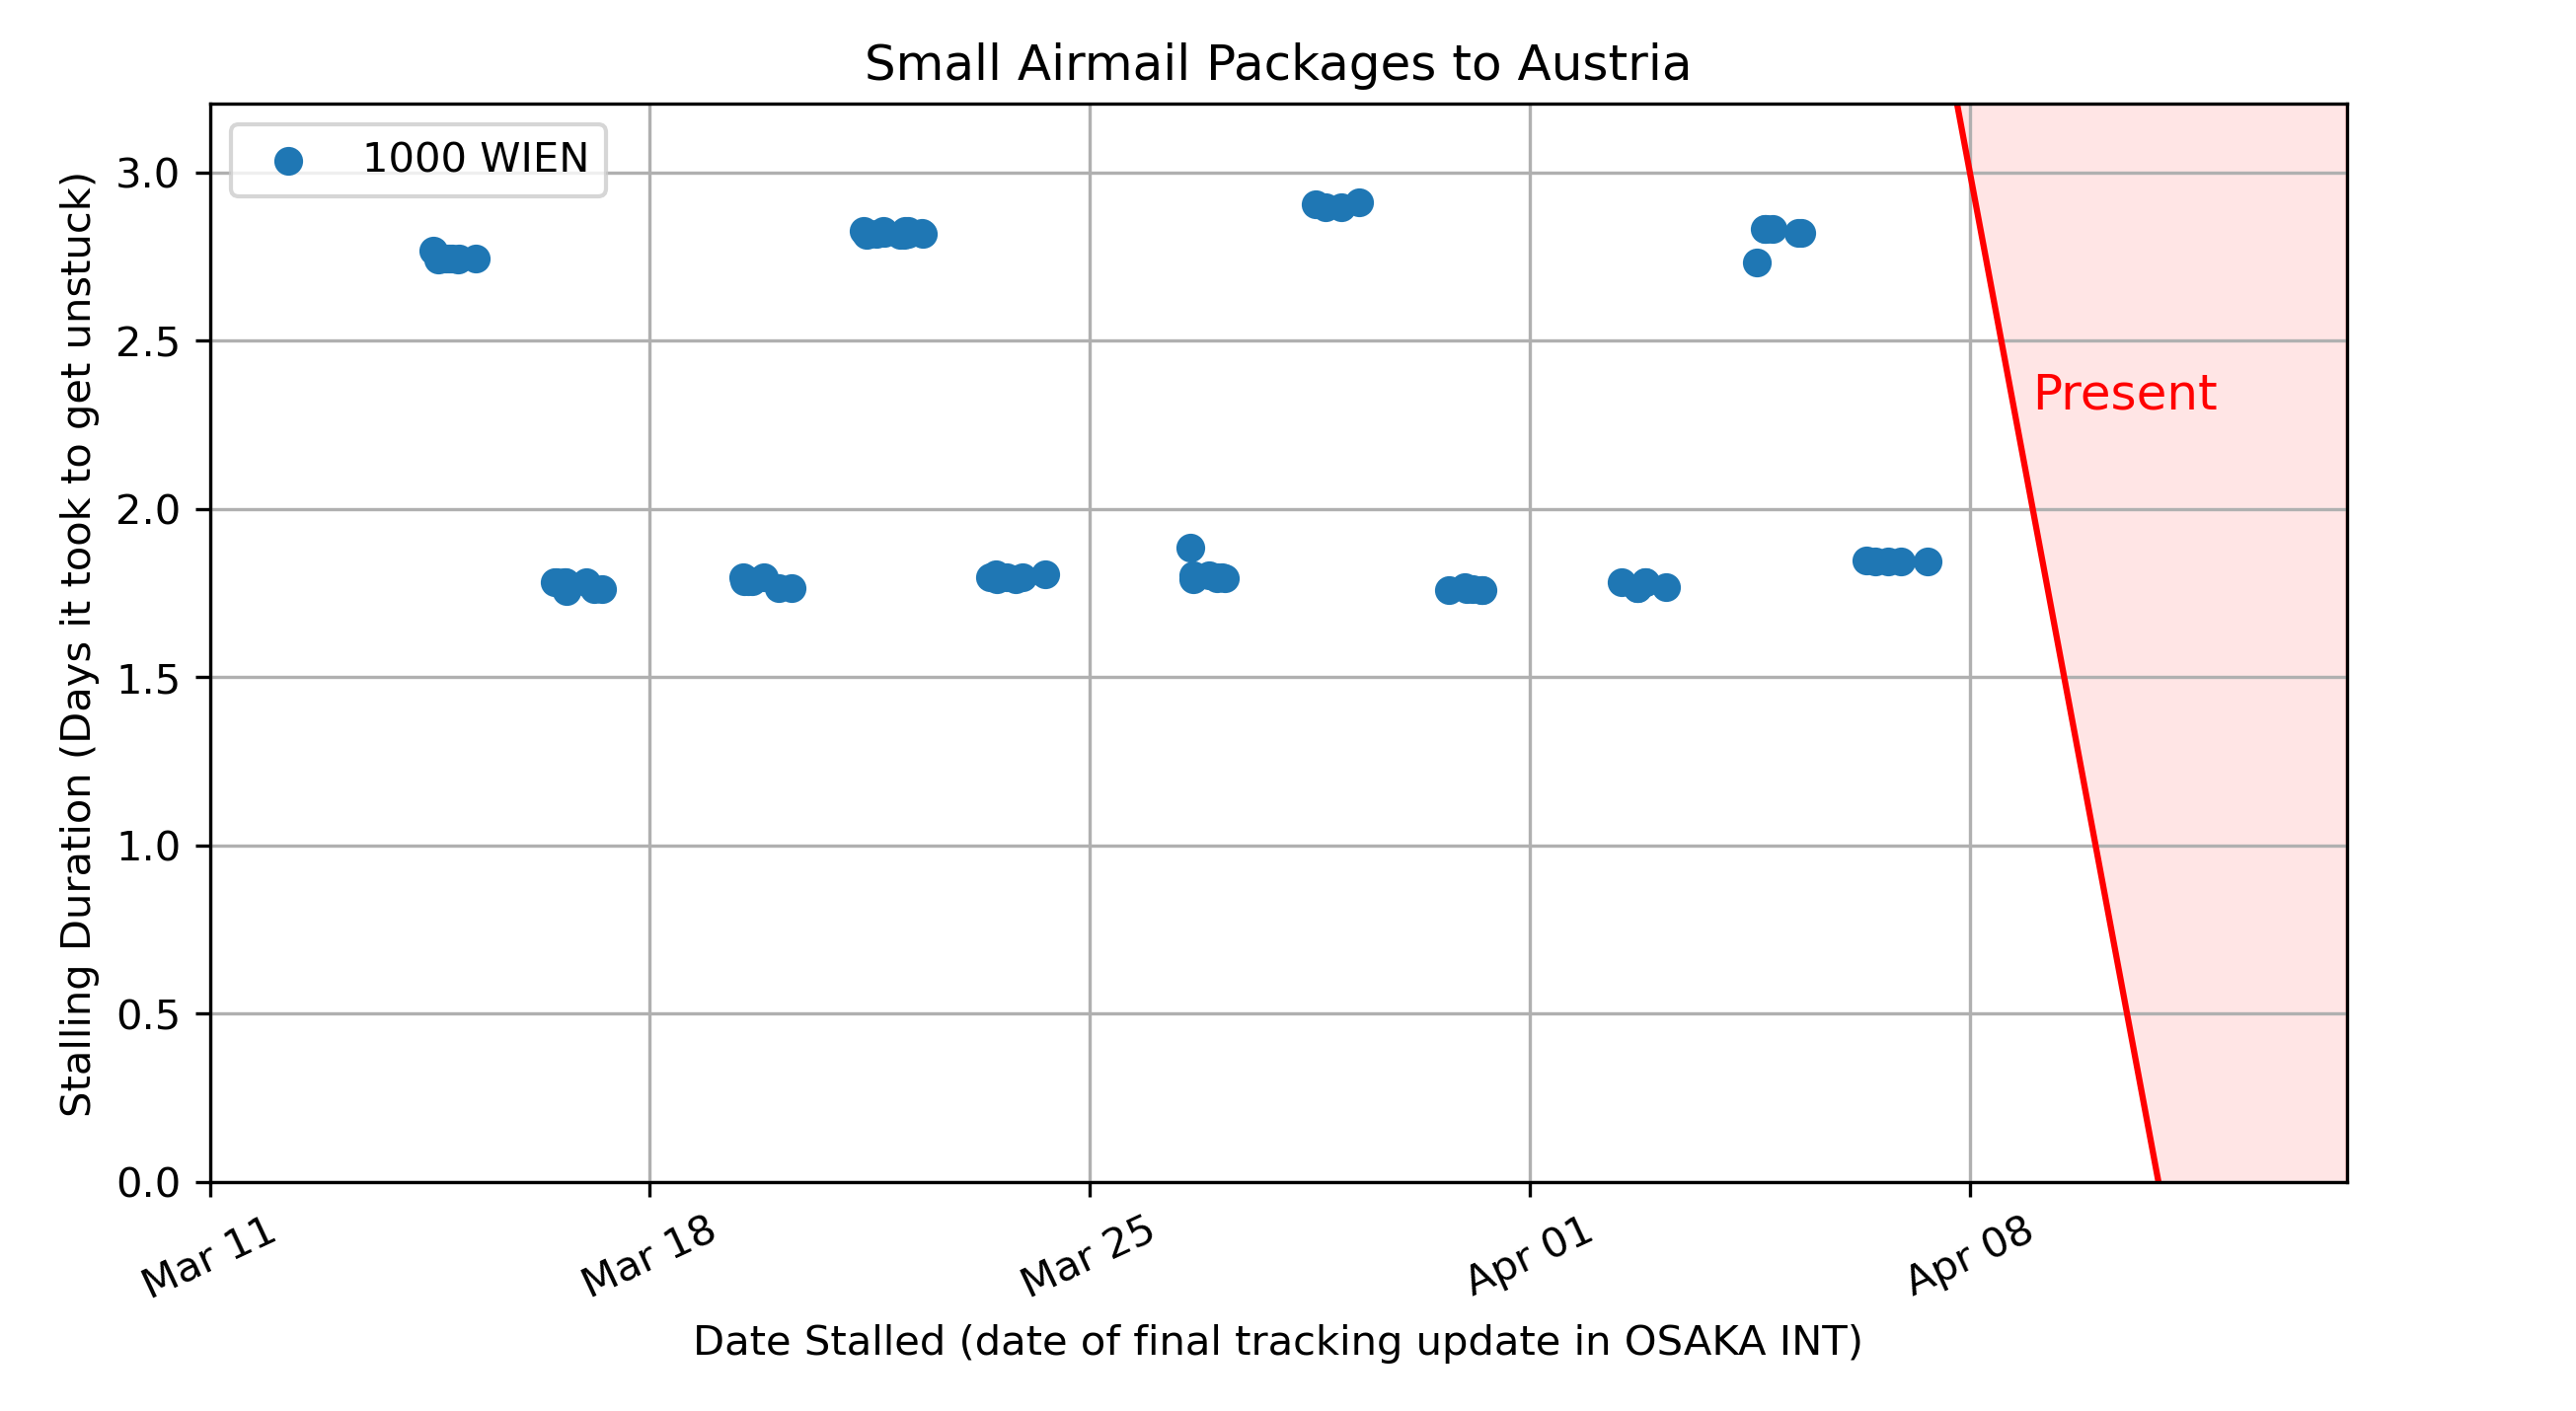 Small Airmail Packages to Austria
1000 WIEN
Stalling Duration (Days it took to get unstuck)
3.0
2.5
2.0
1.5
1.0
0.5
0.0
Present
Mar 11
Mar 18
Mar 25
Apr 01
Apr 08
Date Stalled (date of final tracking update in OSAKA INT)